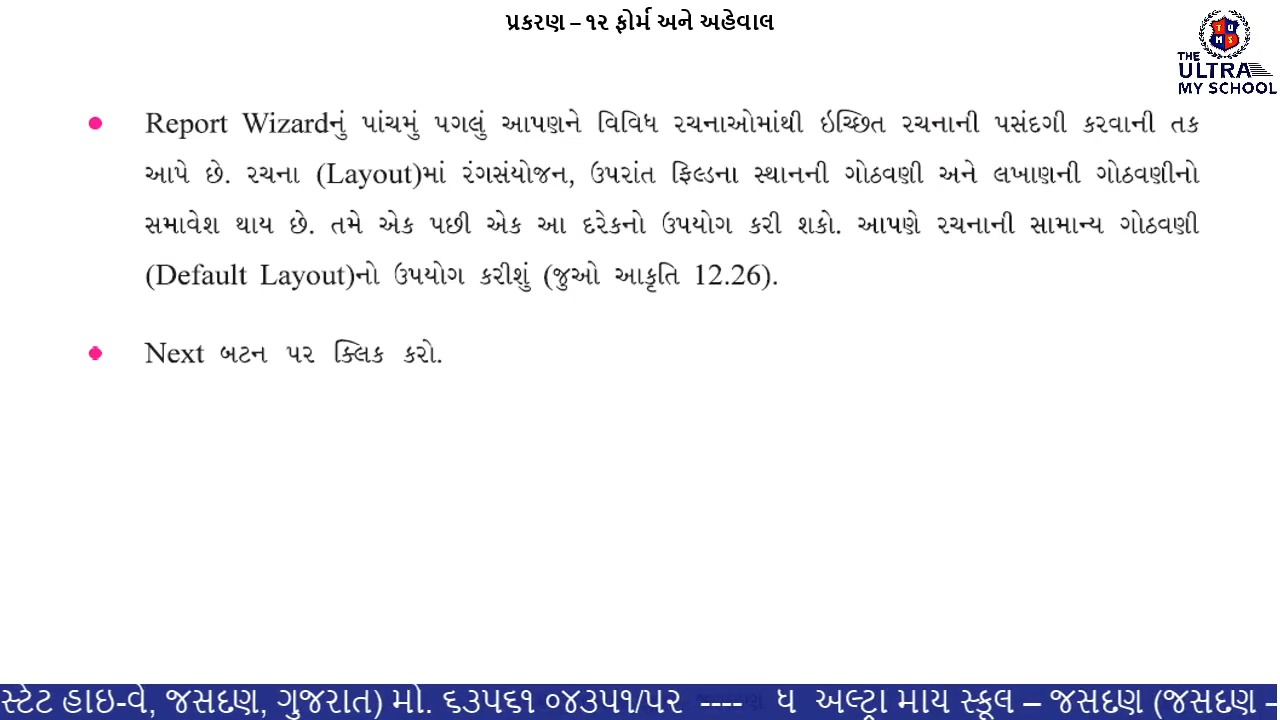 પ્રકરણ – ૧૨ ફોર્મ અને અહેવાલ
THE
ULTRA
MY SCHOOL
T U
M S
Report Wizardનું પાંચમું પગલું આપણને વિવિધ રચનાઓમાંથી ઇચ્છિત રચનાની પસંદગી કરવાની તક
આપે છે. રચના (Layout)માં રંગસંયોજન, ઉપરાંત ફિલ્ડના સ્થાનની ગોઠવણી અને લખાણની ગોઠવણીનો
સમાવેશ થાય છે. તમે એક પછી એક આ દરેકનો ઉપયોગ કરી શકો. આપણે રચનાની સામાન્ય ગોઠવણી
(Default Layout)નો ઉપયોગ કરીશું (જુઓ આકૃતિ 12.26).
Next બટન પર ક્લિક કરો.
સ્ટેટ હાઇ-વે, જસદણ, ગુજરાત) મો. ૬૩૫૬૧ ૦૪૩૫૧/૫૨ ---- ધ અલ્ટ્રા માય સ્કૂલ – જસદણ (જસદણ –